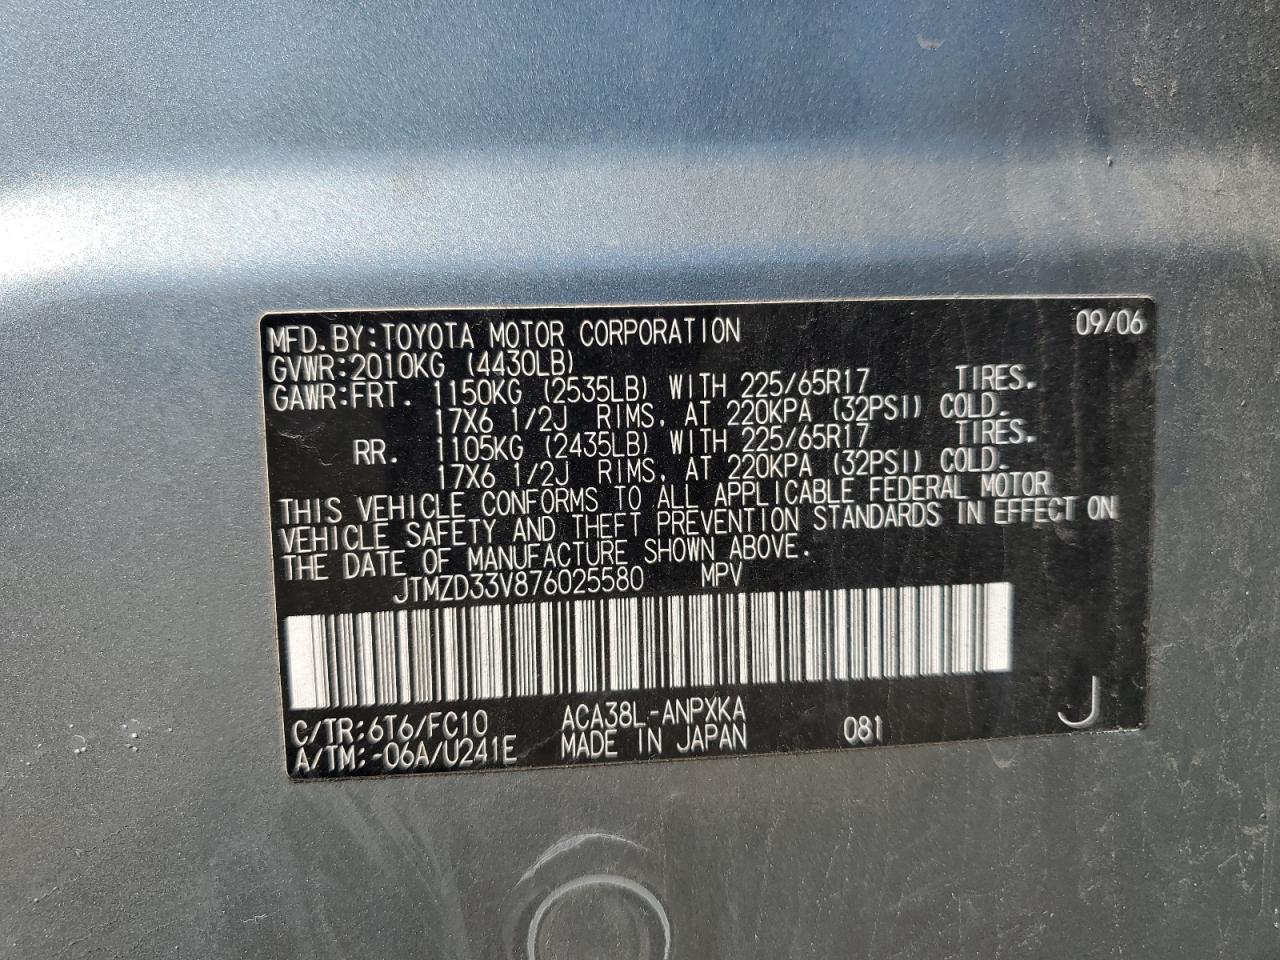 MFD. BY: TOYOTA MOTOR CORPORATION 09/06
GVWR: 2010KG (4430LB)
GAWR: FRT. 1150KG (2535LB) WITH 225/65R17 TIRES.
17X6 1/2J RIMS, AT 220KPA (32PSI) COLD.
RR. 1105KG (2435LB) WITH 225/65R17 TIRES.
17X6 1/2J RIMS, AT 220KPA (32PSI) COLD.
THIS VEHICLE CONFORMS TO ALL APPLICABLE FEDERAL MOTOR
VEHICLE SAFETY AND THEFT PREVENTION STANDARDS IN EFFECT ON
THE DATE OF MANUFACTURE SHOWN ABOVE.
JTMZD33V876025580 MPV
C/TR: 6T6/FC10 ACA38L-ANPXKA J
A/TM: -06A/U241E MADE IN JAPAN 081